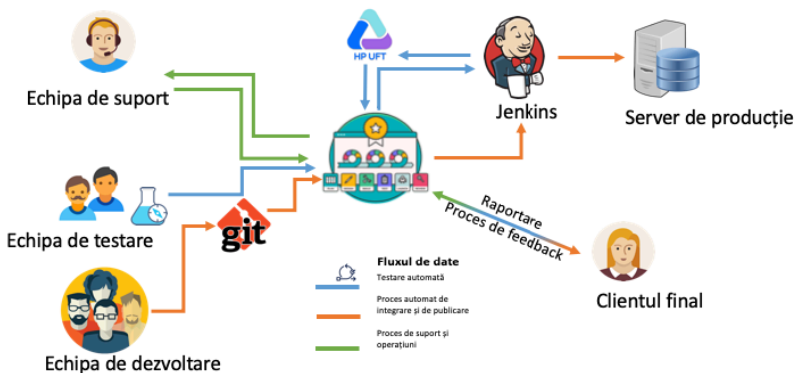 HP UFT
Echipa de suport
Jenkins
Server de producție
Echipa de testare
git
Raportare
Proces de feedback
Fluxul de date
Testare automată
Proces automat de
integrare și de publicare
Proces de suport și
operațiuni
Clientul final
Echipa de dezvoltare